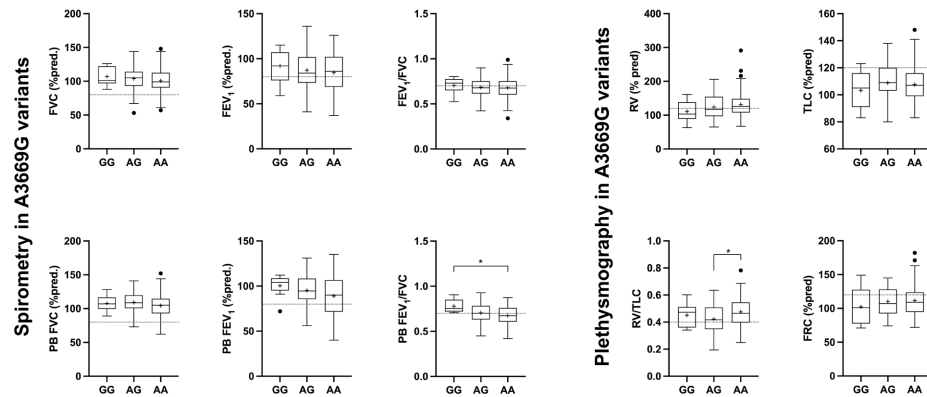 Spirometry in A3669G variants
FVC (%pred.)
200
150
100
50
0
GG AG AA
FEV1 (%pred.)
150
100
50
0
GG AG AA
FEV1/FVC
1.5
1.0
0.5
0.0
GG AG AA
PB FVC (%pred.)
200
150
100
50
0
GG AG AA
PB FEV1 (%pred.)
150
100
50
0
GG AG AA
PB FEV1/FVC
1.5
1.0
0.5
0.0
*
GG AG AA
Plethysmography in A3669G variants
RV (% pred)
400
300
200
100
0
GG AG AA
TLC (%pred)
160
140
120
100
80
60
GG AG AA
RV/TLC
1.0
0.8
0.6
0.4
0.2
0.0
*
GG AG AA
FRC (%pred)
200
150
100
50
0
GG AG AA